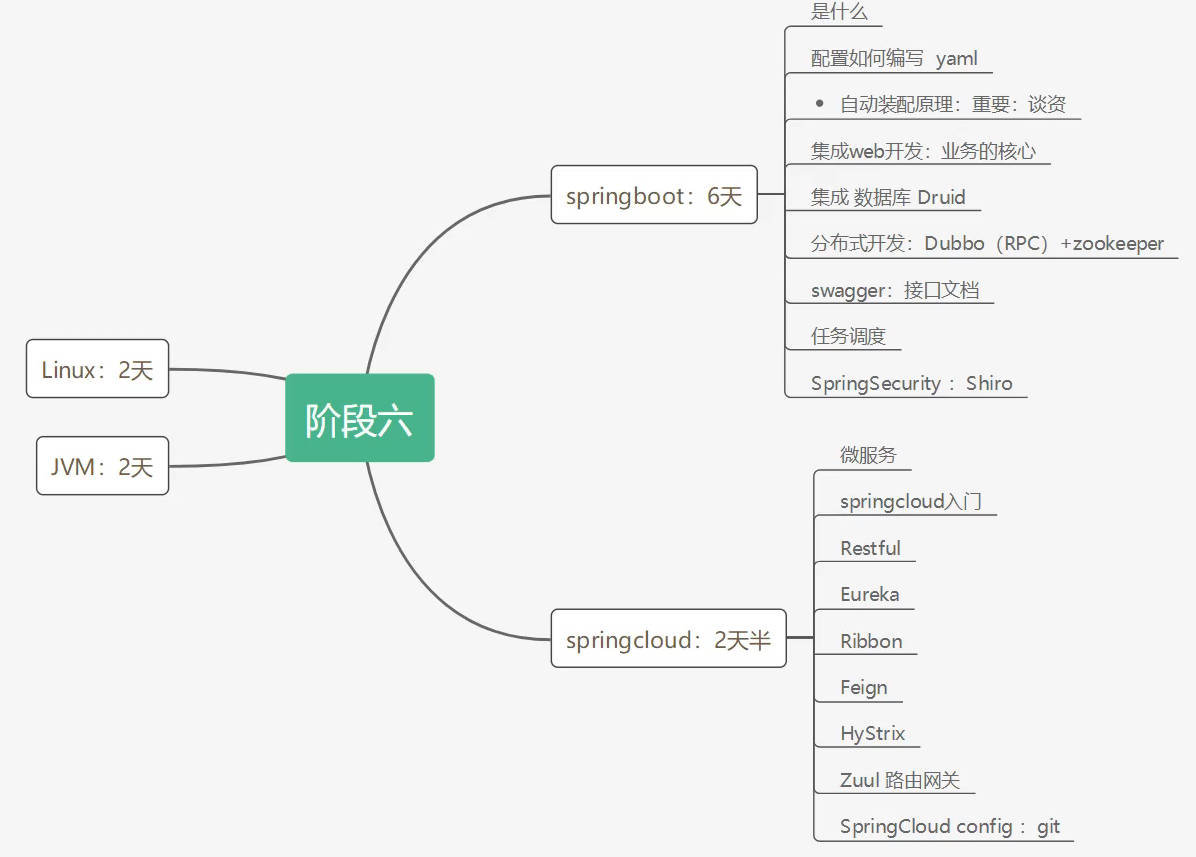 是什么
配置如何编写 yaml
自动装配原理：重要：谈资
集成web开发：业务的核心
集成 数据库 Druid
分布式开发：Dubbo（RPC）+zookeeper
swagger：接口文档
任务调度
SpringSecurity ：Shiro
springboot：6天
Linux：2天
阶段六
JVM：2天
springcloud：2天半
微服务
springcloud入门
Restful
Eureka
Ribbon
Feign
HyStrix
Zuul 路由网关
SpringCloud config ：git